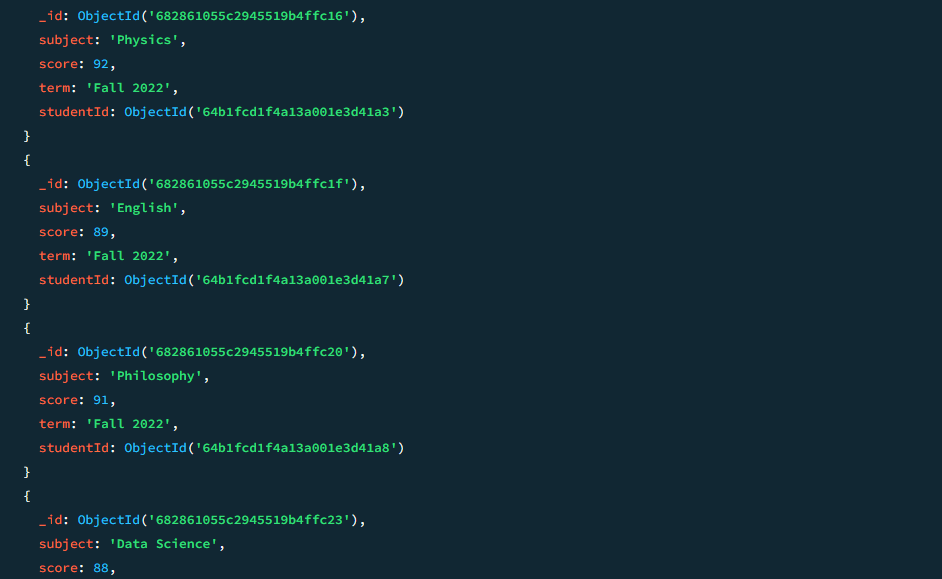 _id: ObjectId('682861055c2945519b4ffc16'),
subject: 'Physics',
score: 92,
term: 'Fall 2022',
studentId: ObjectId('64b1fcd1f4a13a001e3d41a3')
}
{
_id: ObjectId('682861055c2945519b4ffc1f'),
subject: 'English',
score: 89,
term: 'Fall 2022',
studentId: ObjectId('64b1fcd1f4a13a001e3d41a7')
}
{
_id: ObjectId('682861055c2945519b4ffc20'),
subject: 'Philosophy',
score: 91,
term: 'Fall 2022',
studentId: ObjectId('64b1fcd1f4a13a001e3d41a8')
}
{
_id: ObjectId('682861055c2945519b4ffc23'),
subject: 'Data Science',
score: 88,